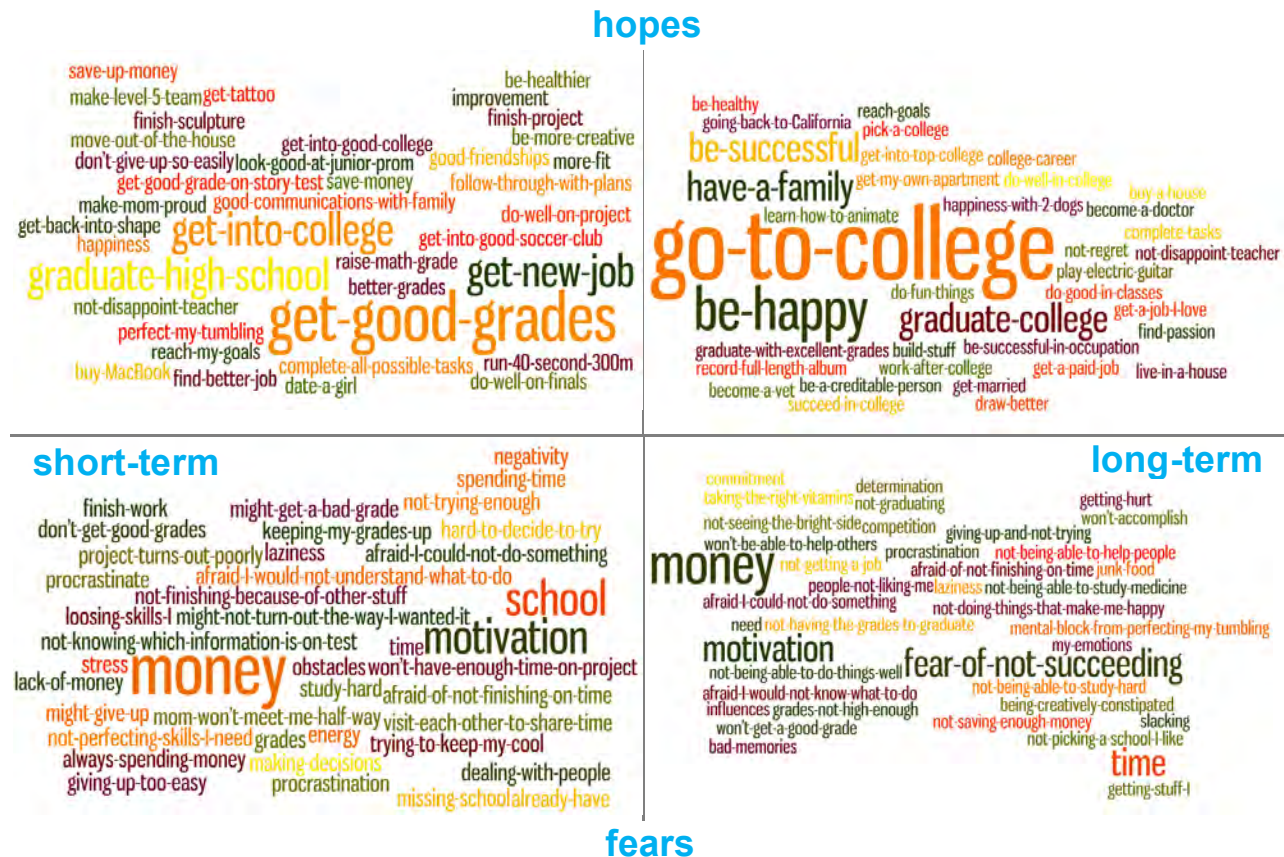 hopes
save-up-money
be-healthier
make-level-5-team get-tattoo
improvement
finish-sculpture
finish-project
move-out-of-the-house
get-into-good-college
be-more-creative
don't-give-up-so-easily look-good-at-junior-prom good-friendships more-fit
get-good-grade-on-story-test save-money follow-through-with-plans
make-mom-proud good-communications-with-family
do-well-on-project
get-back-into-shape
get-into-college
happiness
get-into-good-soccer-club
graduate-high-school
raise-math-grade
get-new-job
better-grades
not-disappoint-teacher
get-good-grades
perfect-my-tumbling
reach-my-goals
buy-MacBook find-better-job complete-all-possible-tasks run-40-second-300m
date-a-girl
do-well-on-finals
be-healthy
reach-goals
going-back-to-California
pick-a-college
be-successful
get-into-top-college college-career
have-a-family
get-my-own-apartment do-well-in-college
buy-a-house
learn-how-to-animate
happiness-with-2-dogs become-a-doctor
go-to-college
complete-tasks
not-regret not-disappoint-teacher
play-electric-guitar
be-happy
do-fun-things
do-good-in-classes
graduate-college
get-a-job-I-love
find-passion
graduate-with-excellent-grades build-stuff be-successful-in-occupation
record-full-length-album work-after-college get-a-paid-job live-in-a-house
become-a-vet be-a-creditable-person get-married
succeed-in-college
draw-better
short-term
negativity
spending-time
finish-work
might-get-a-bad-grade not-trying-enough
don't-get-good-grades
keeping-my-grades-up hard-to-decide-to-try
project-turns-out-poorly laziness afraid-I-could-not-do-something
procrastinate afraid-I-would-not-understand-what-to-do
not-finishing-because-of-other-stuff
school
loosing-skills-I might-not-turn-out-the-way-I-wanted-it
not-knowing-which-information-is-on-test
time motivation
stress money obstacles won't-have-enough-time-on-project
lack-of-money
study-hard afraid-of-not-finishing-on-time
might-give-up mom-won't-meet-me-half-way visit-each-other-to-share-time
not-perfecting-skills-I-need grades energy
trying-to-keep-my-cool
always-spending-money making-decisions
dealing-with-people
giving-up-too-easy
procrastination
missing-school already-have
long-term
commitment
determination
taking-the-right-vitamins
not-graduating
getting-hurt
won't-accomplish
not-seeing-the-bright-side competition
giving-up-and-not-trying
won't-be-able-to-help-others
procrastination not-being-able-to-help-people
money
not-getting-a-job
afraid-of-not-finishing-on-time junk-food
people-not-liking-me laziness not-being-able-to-study-medicine
afraid-I-could-not-do-something
not-doing-things-that-make-me-happy
need not-having-the-grades-to-graduate
mental-block-from-perfecting-my-tumbling
motivation
my-emotions
fear-of-not-succeeding
not-being-able-to-do-things-well
afraid-I-would-not-know-what-to-do
not-being-able-to-study-hard
influences grades-not-high-enough
being-creatively-constipated
won't-get-a-good-grade
not-saving-enough-money slacking
bad-memories
not-picking-a-school-I-like
time
getting-stuff-I
fears